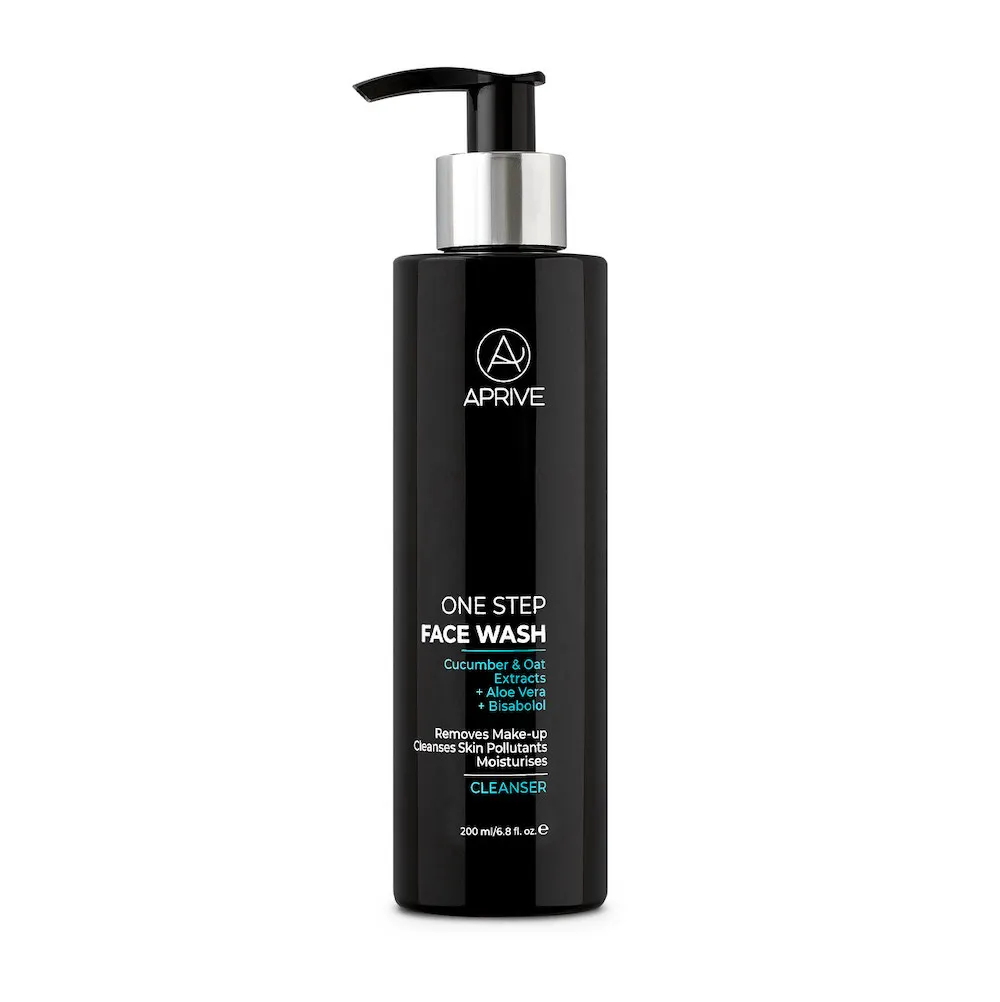 APRIVE
ONE STEP
FACE WASH
Cucumber & Oat
Extracts
+ Aloe Vera
+ Bisabolol
Removes Make-up
Cleanses Skin Pollutants
Moisturises
CLEANSER
200 ml/6.8 fl. oz. ℮